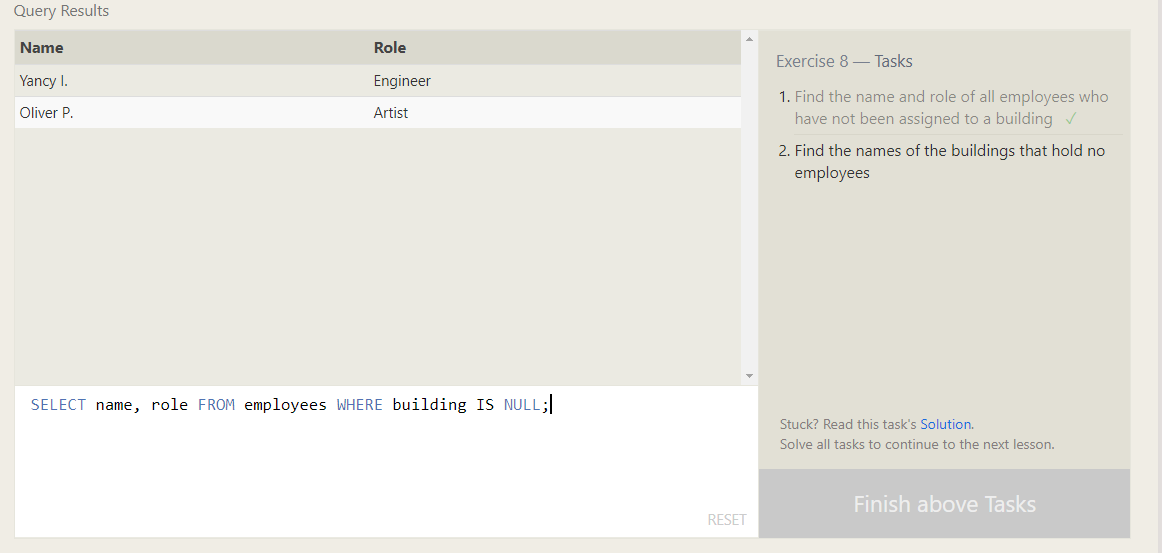 Query Results
Name Role
Yancy I. Engineer
Oliver P. Artist
SELECT name, role FROM employees WHERE building IS NULL;
RESET
Exercise 8 — Tasks
1. Find the name and role of all employees who
have not been assigned to a building ✓
2. Find the names of the buildings that hold no
employees
Stuck? Read this task's Solution.
Solve all tasks to continue to the next lesson.
Finish above Tasks